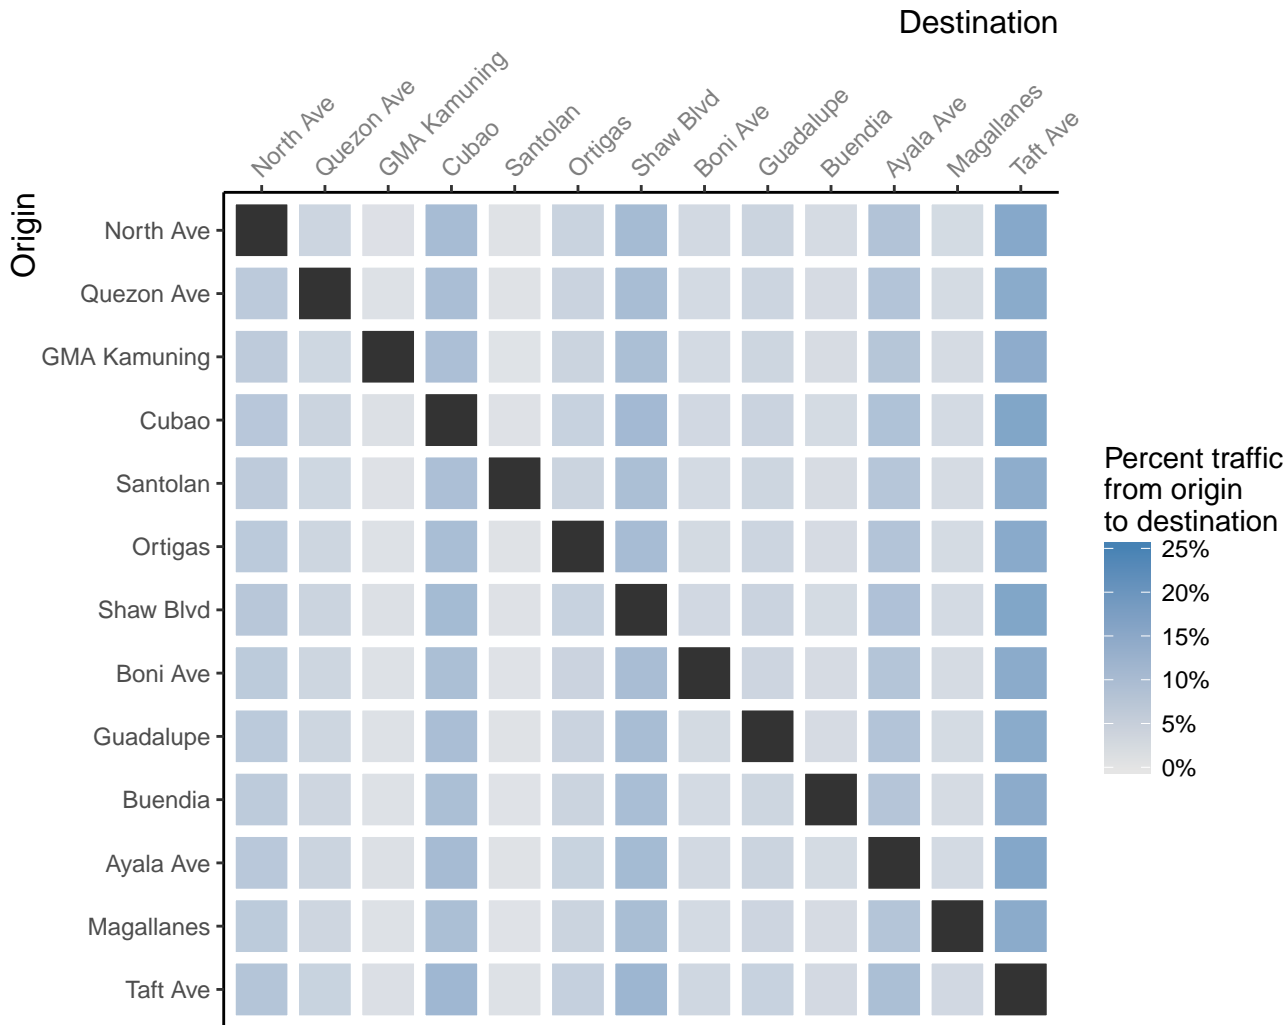 Destination
North Ave
Quezon Ave
GMA Kamuning
Cubao
Santolan
Ortigas
Shaw Blvd
Boni Ave
Guadalupe
Buendia
Ayala Ave
Magallanes
Taft Ave
Origin
North Ave
Quezon Ave
GMA Kamuning
Cubao
Santolan
Ortigas
Shaw Blvd
Boni Ave
Guadalupe
Buendia
Ayala Ave
Magallanes
Taft Ave
Percent traffic
from origin
to destination
25%
20%
15%
10%
5%
0%